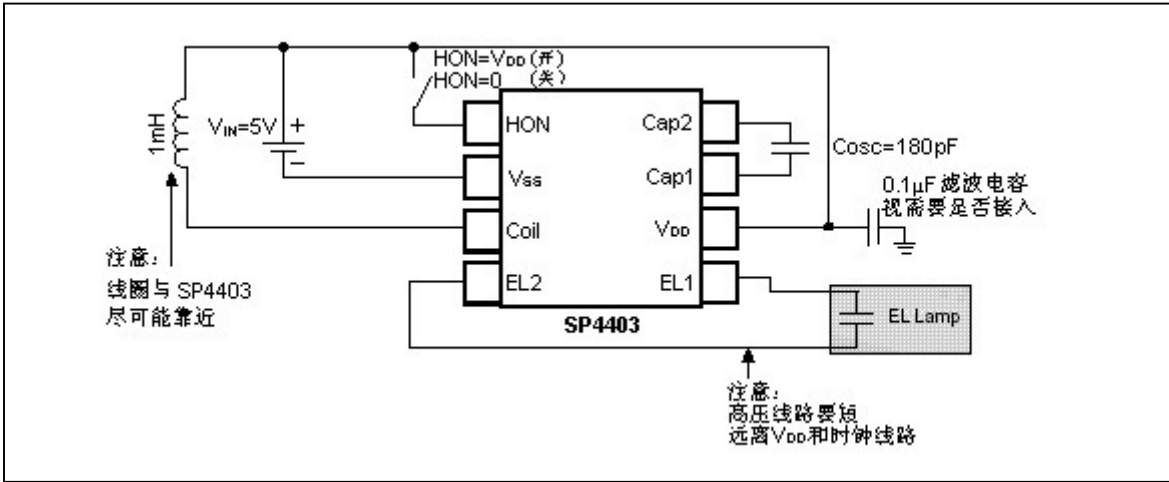 HON=VDD (开)
HON=0 (关)
1mH
VIN=5V
+
−
HON
Vss
Coil
EL2
Cap2
Cap1
VDD
EL1
SP4403
Cosc=180pF
0.1μF 滤波电容
视需要是否接入
EL Lamp
注意:
线圈与 SP4403
尽可能靠近
注意:
高压线路要短
远离VDD和时钟线路